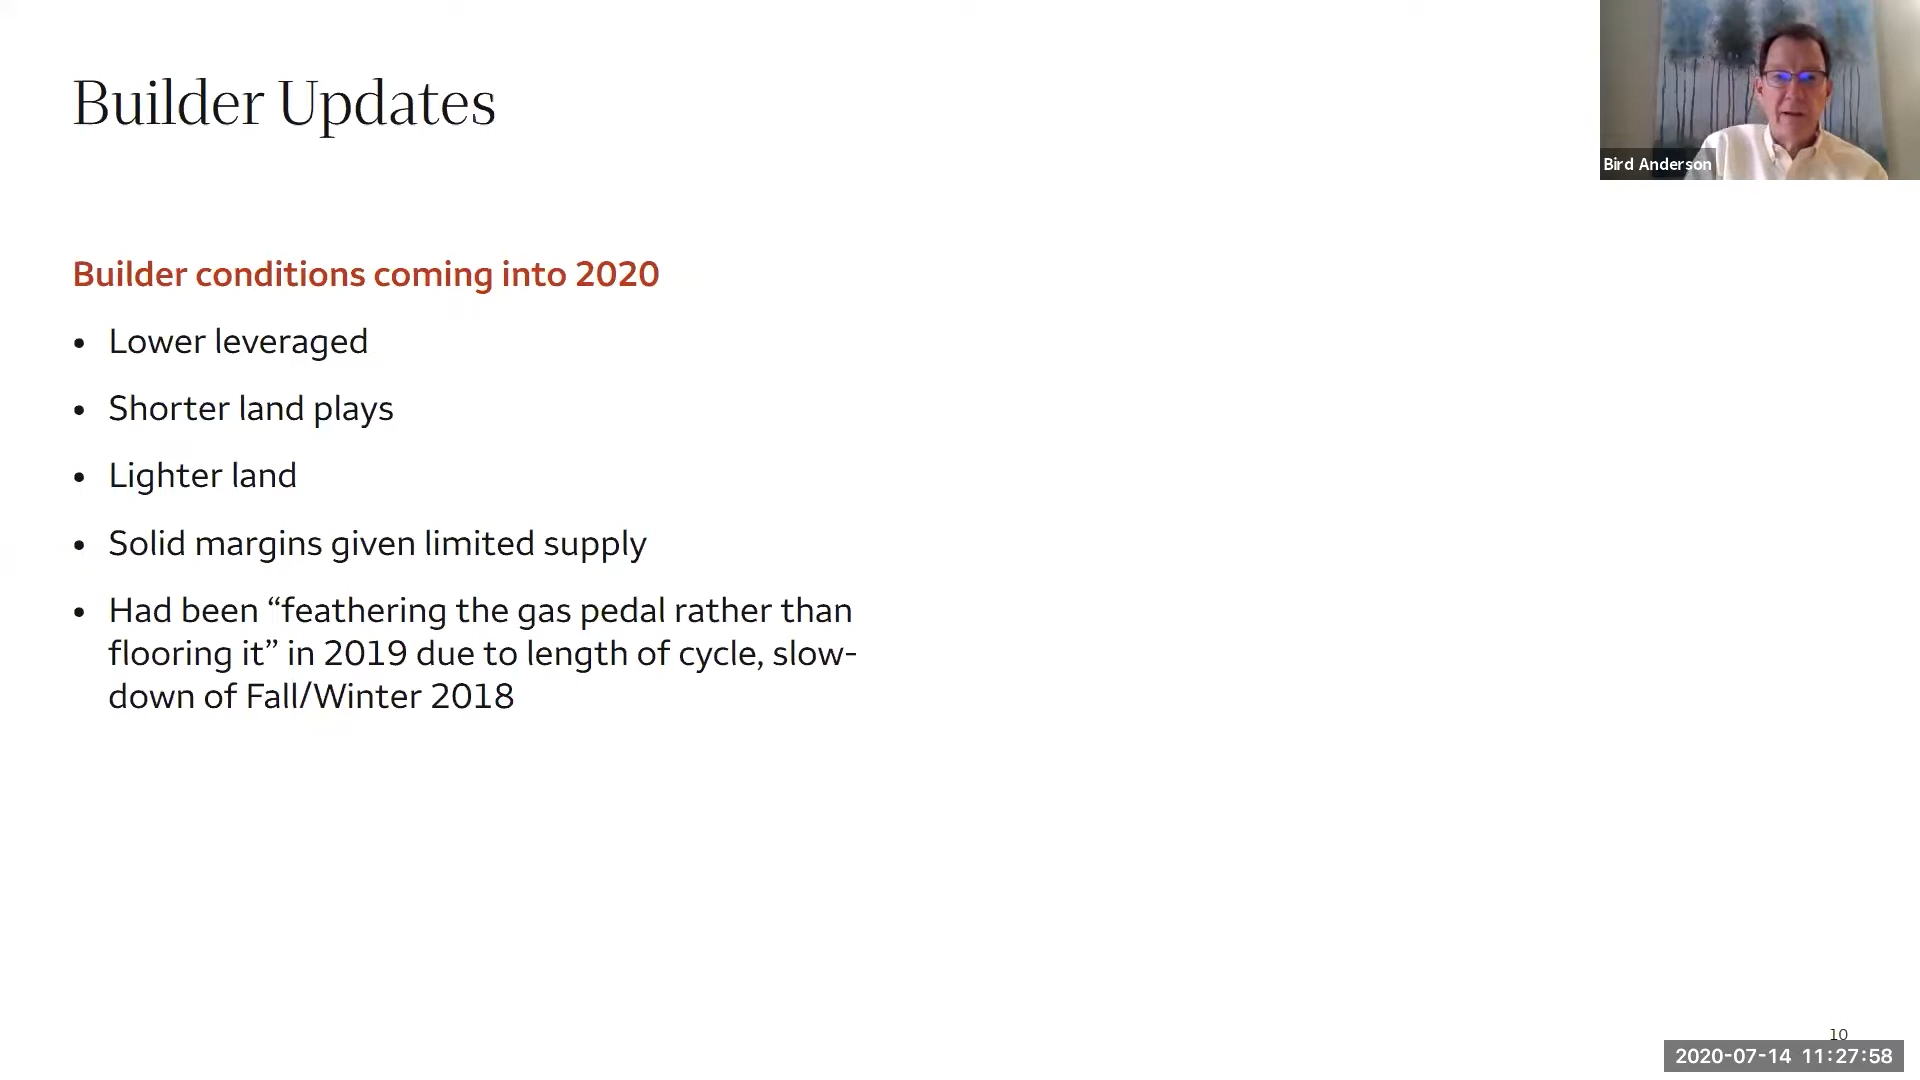 Builder Updates
Bird Anderson
Builder conditions coming into 2020
• Lower leveraged
• Shorter land plays
• Lighter land
• Solid margins given limited supply
• Had been “feathering the gas pedal rather than
flooring it” in 2019 due to length of cycle, slow-
down of Fall/Winter 2018
10
2020-07-14 11:27:58